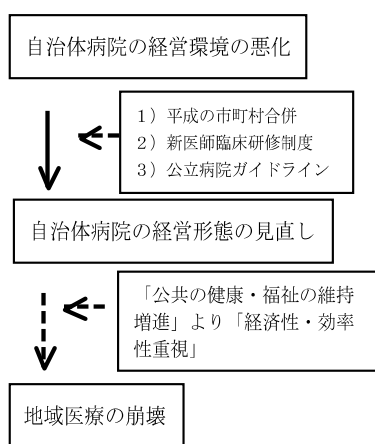 自治体病院の経営環境の悪化
1）平成の市町村合併
2）新医師臨床研修制度
3）公立病院ガイドライン
自治体病院の経営形態の見直し
「公共の健康・福祉の維持
増進」より「経済性・効率
性重視」
地域医療の崩壊